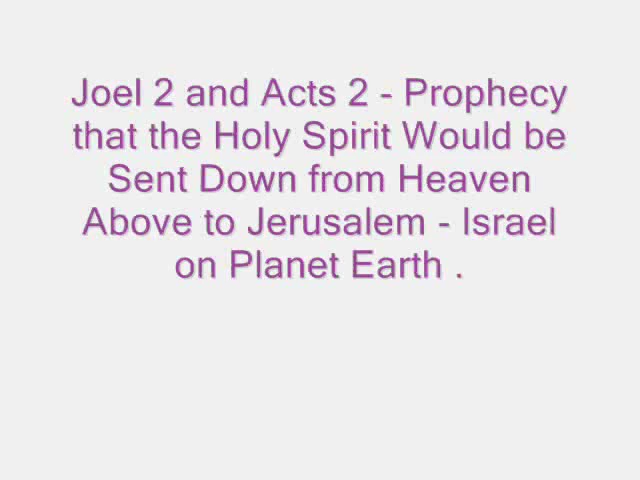 Joel 2 and Acts 2 - Prophecy
that the Holy Spirit Would be
Sent Down from Heaven
Above to Jerusalem - Israel
on Planet Earth .